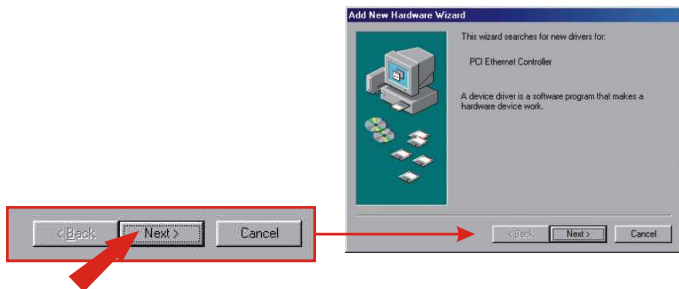 Add New Hardware Wizard
This wizard searches for new drivers for:
PCI Ethernet Controller
A device driver is a software program that makes a
hardware device work.
< Back Next > Cancel
< Back Next > Cancel